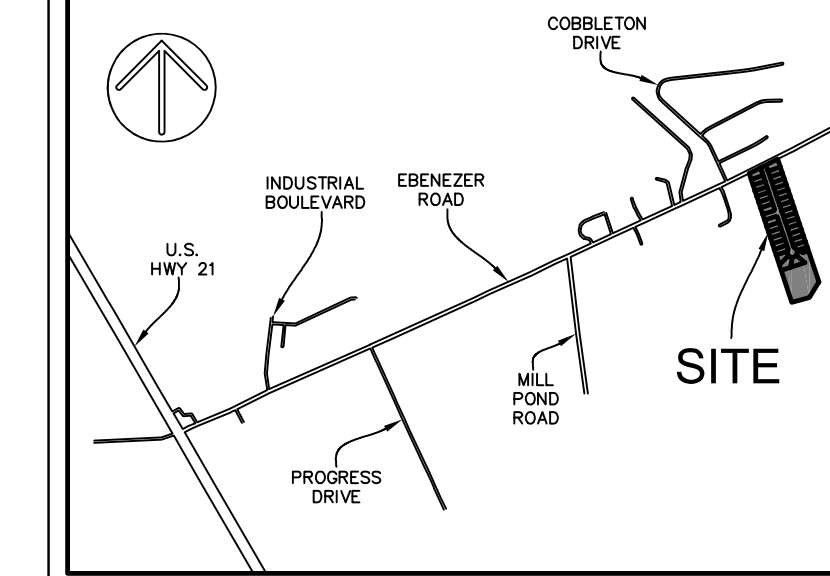 COBBLETON
DRIVE
INDUSTRIAL
BOULEVARD
EBENEZER
ROAD
U.S.
HWY 21
SITE
MILL
POND
ROAD
PROGRESS
DRIVE